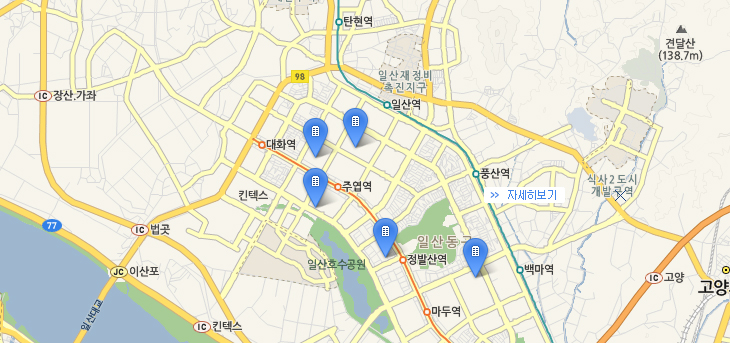 탄현역
견달산
(138.7m)
98
일산재정비
촉진지구
IC 장산.가좌
일산역
대화역
풍산역
식사2도시
개발구역
킨텍스
주엽역
>> 자세히보기
77
IC 법곳
일산동구
일산호수공원
정발산역
JC 이산포
백마역
IC 고양
고양
일산대교
마두역
IC 킨텍스